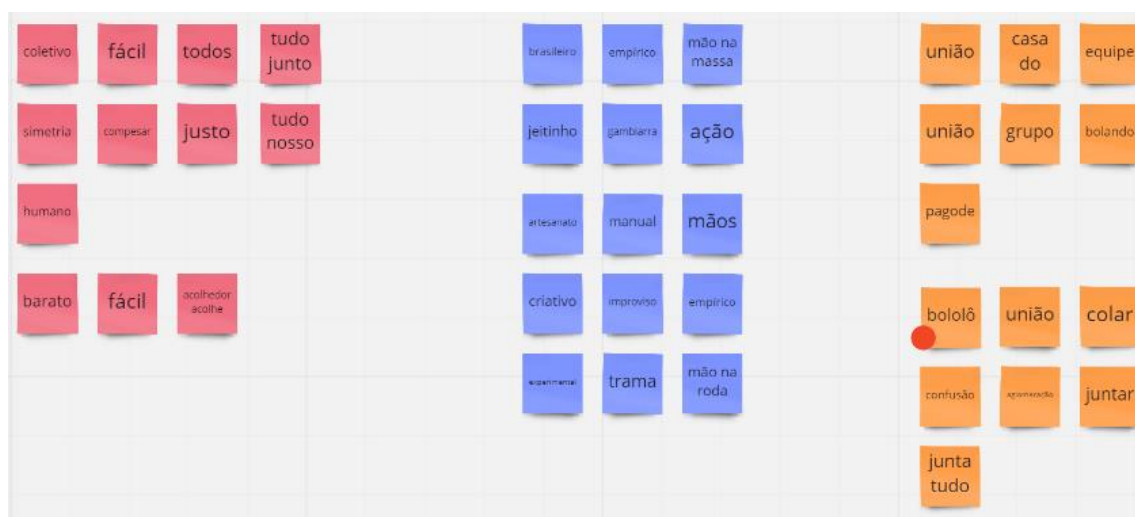 coletivo
fácil
todos
tudo
junto
simetria
compesar
justo
tudo
nosso
humano
barato
fácil
acolhedor
acolhe
brasileiro
empírico
mão na
massa
jeitinho
gambiarra
ação
artesanato
manual
mãos
criativo
improviso
empírico
experimental
trama
mão na
roda
união
casa
do
equipe
união
grupo
bolando
pagode
bololô
união
colar
confusão
aglomeração
juntar
junta
tudo